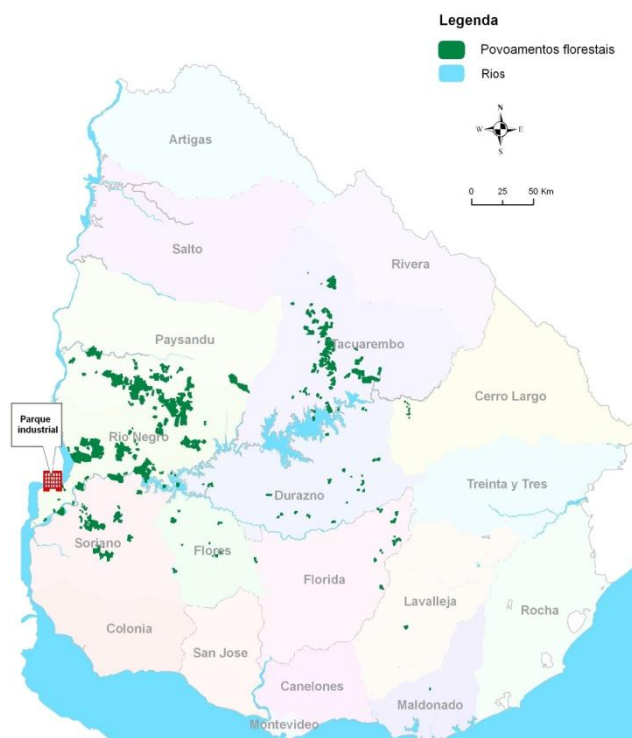 Legenda
Povoamentos florestais
Rios
N
W E
S
0 25 50 Km
Artigas
Salto
Rivera
Paysandu
Tacuarembo
Cerro Largo
Parque
industrial
Rio Negro
Durazno
Treinta y Tres
Soriano
Flores
Florida
Lavalleja
Rocha
Colonia
San Jose
Canelones
Maldonado
Montevideo